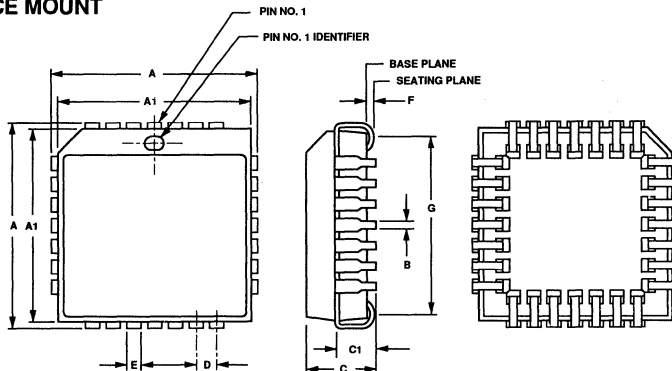 CE MOUNT
PIN NO. 1
PIN NO. 1 IDENTIFIER
BASE PLANE
SEATING PLANE
A
F
A1
A
A1
G
B
E
D
C1
C